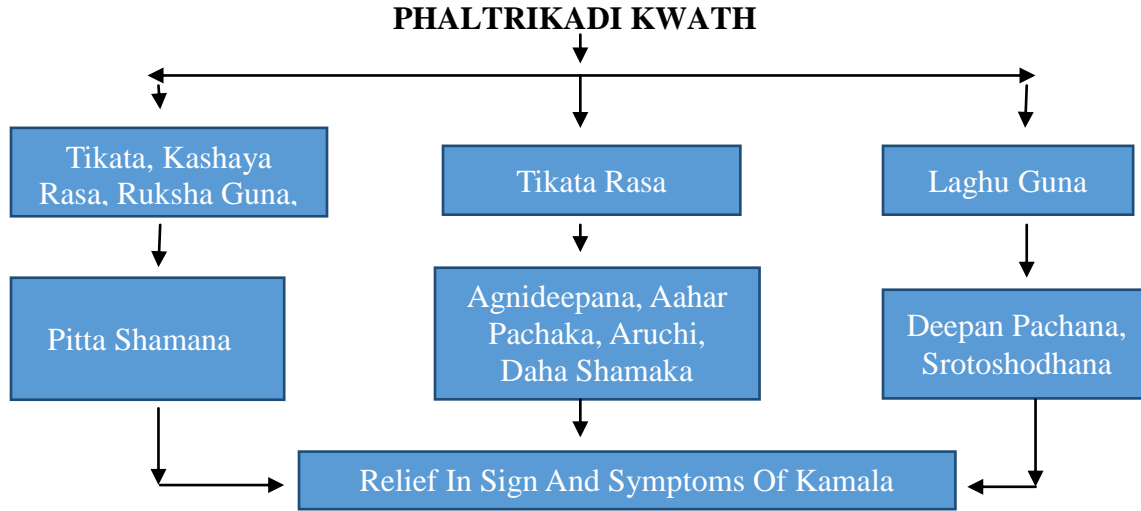 PHALTRIKADI KWATH
Tikata, Kashaya
Rasa, Ruksha Guna,
Tikata Rasa
Laghu Guna
Pitta Shamana
Agnideepana, Aahar
Pachaka, Aruchi,
Daha Shamaka
Deepan Pachana,
Srotoshodhana
Relief In Sign And Symptoms Of Kamala